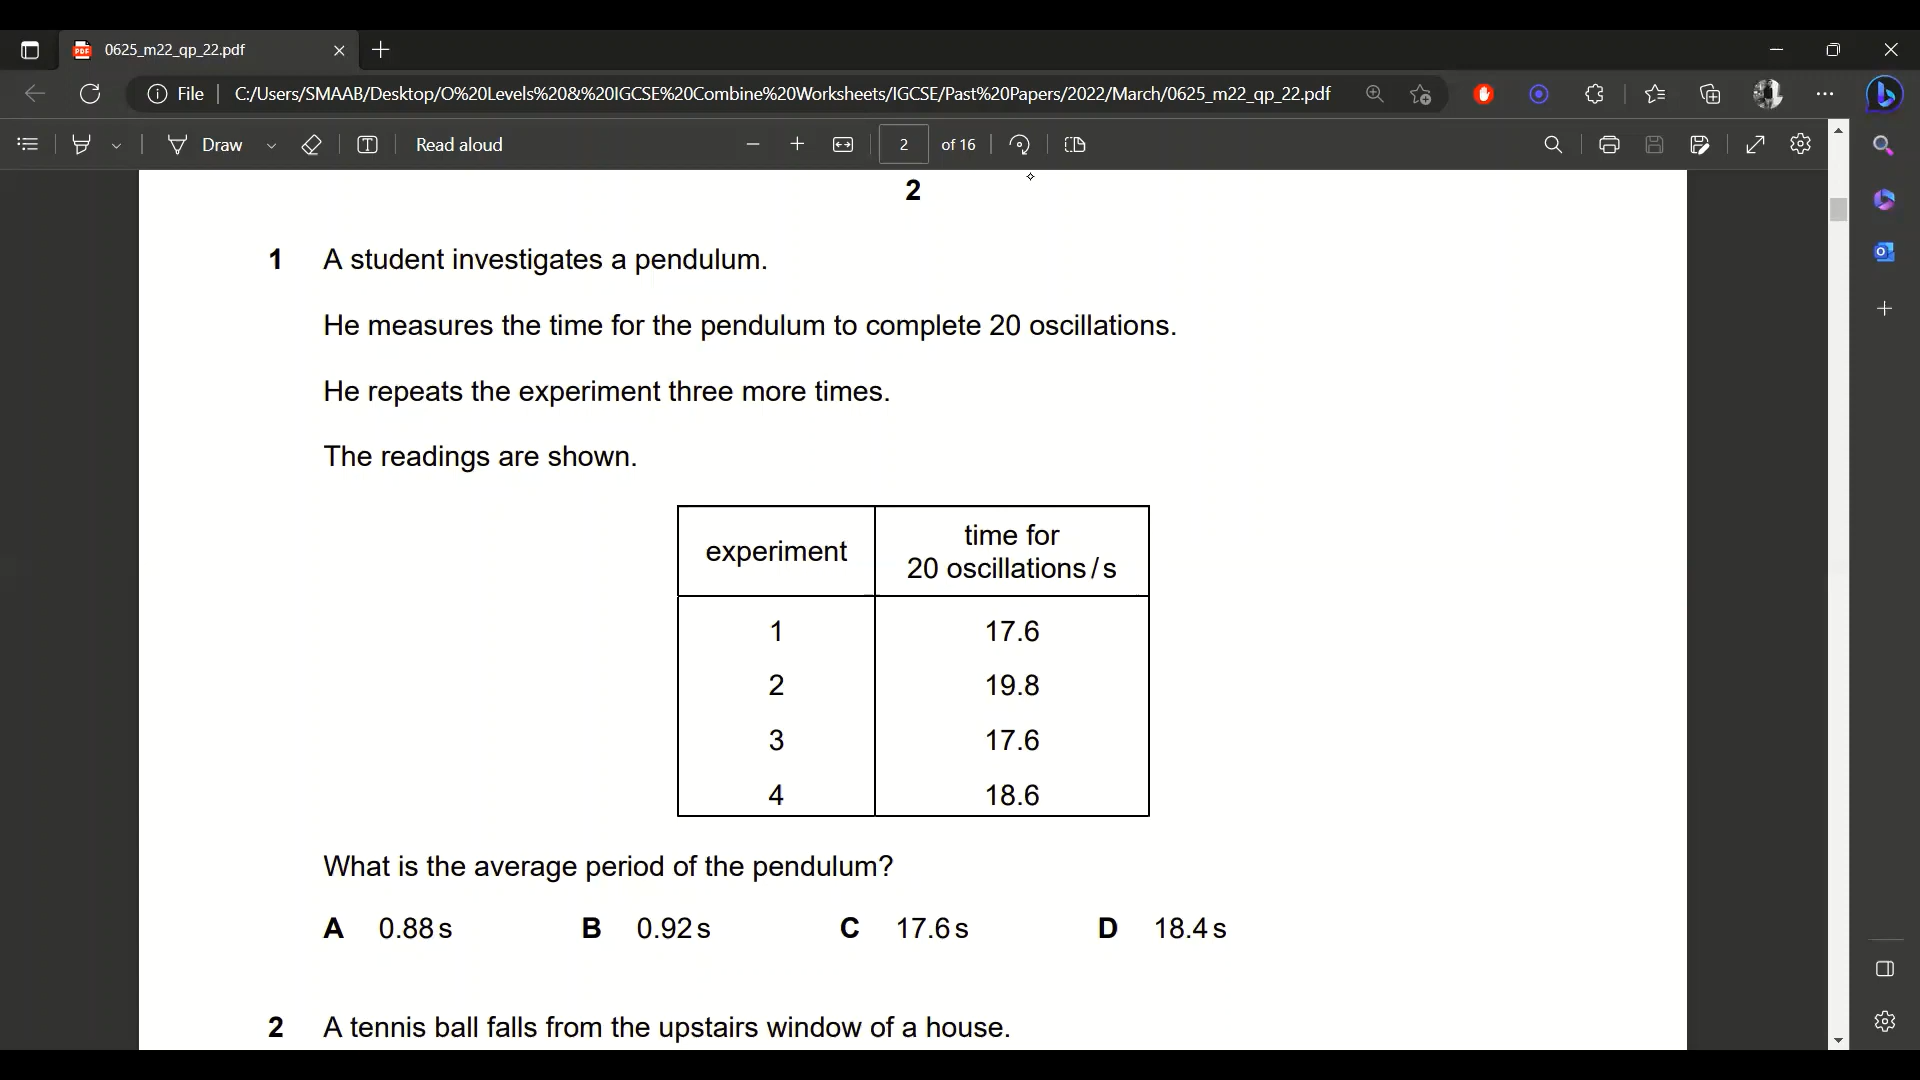 0625_m22_qp_22.pdf
File
C:/Users/SMAAB/Desktop/O%20Levels%20&%20IGCSE%20Combine%20Worksheets/IGCSE/Past%20Papers/2022/March/0625_m22_qp_22.pdf
Draw
Read aloud
2 of 16
2
1 A student investigates a pendulum.
He measures the time for the pendulum to complete 20 oscillations.
He repeats the experiment three more times.
The readings are shown.
experiment
time for
20 oscillations / s
1 17.6
2 19.8
3 17.6
4 18.6
What is the average period of the pendulum?
A 0.88 s B 0.92 s C 17.6 s D 18.4 s
2 A tennis ball falls from the upstairs window of a house.